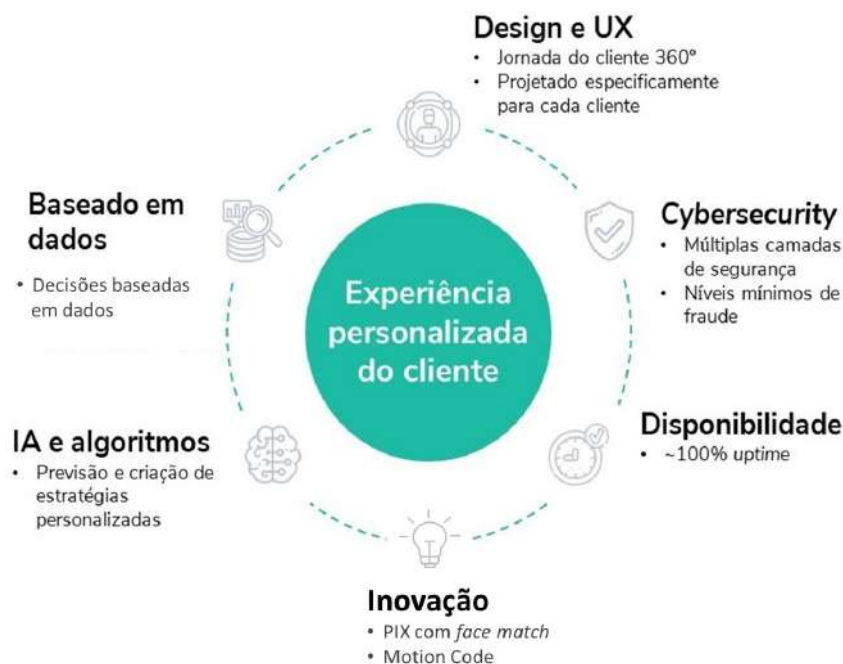 Design e UX
• Jornada do cliente 360°
• Projetado especificamente
para cada cliente
Cybersecurity
• Múltiplas camadas
de segurança
• Níveis mínimos de
fraude
Disponibilidade
• ~100% uptime
Inovação
• PIX com face match
• Motion Code
IA e algoritmos
• Previsão e criação de
estratégias
personalizadas
Baseado em
dados
• Decisões baseadas
em dados
Experiência
personalizada
do cliente